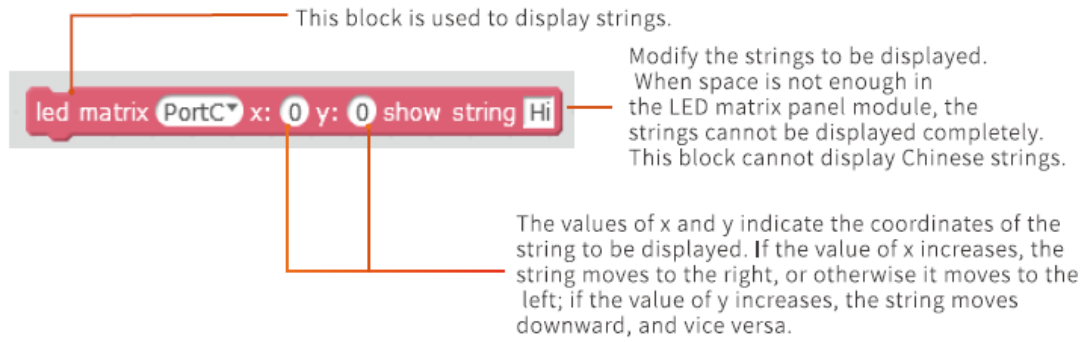 This block is used to display strings.
Modify the strings to be displayed.
When space is not enough in
the LED matrix panel module, the
strings cannot be displayed completely.
This block cannot display Chinese strings.
led matrix PortC x: 0 y: 0 show string Hi
The values of x and y indicate the coordinates of the
string to be displayed. If the value of x increases, the
string moves to the right, or otherwise it moves to the
left; if the value of y increases, the string moves
downward, and vice versa.